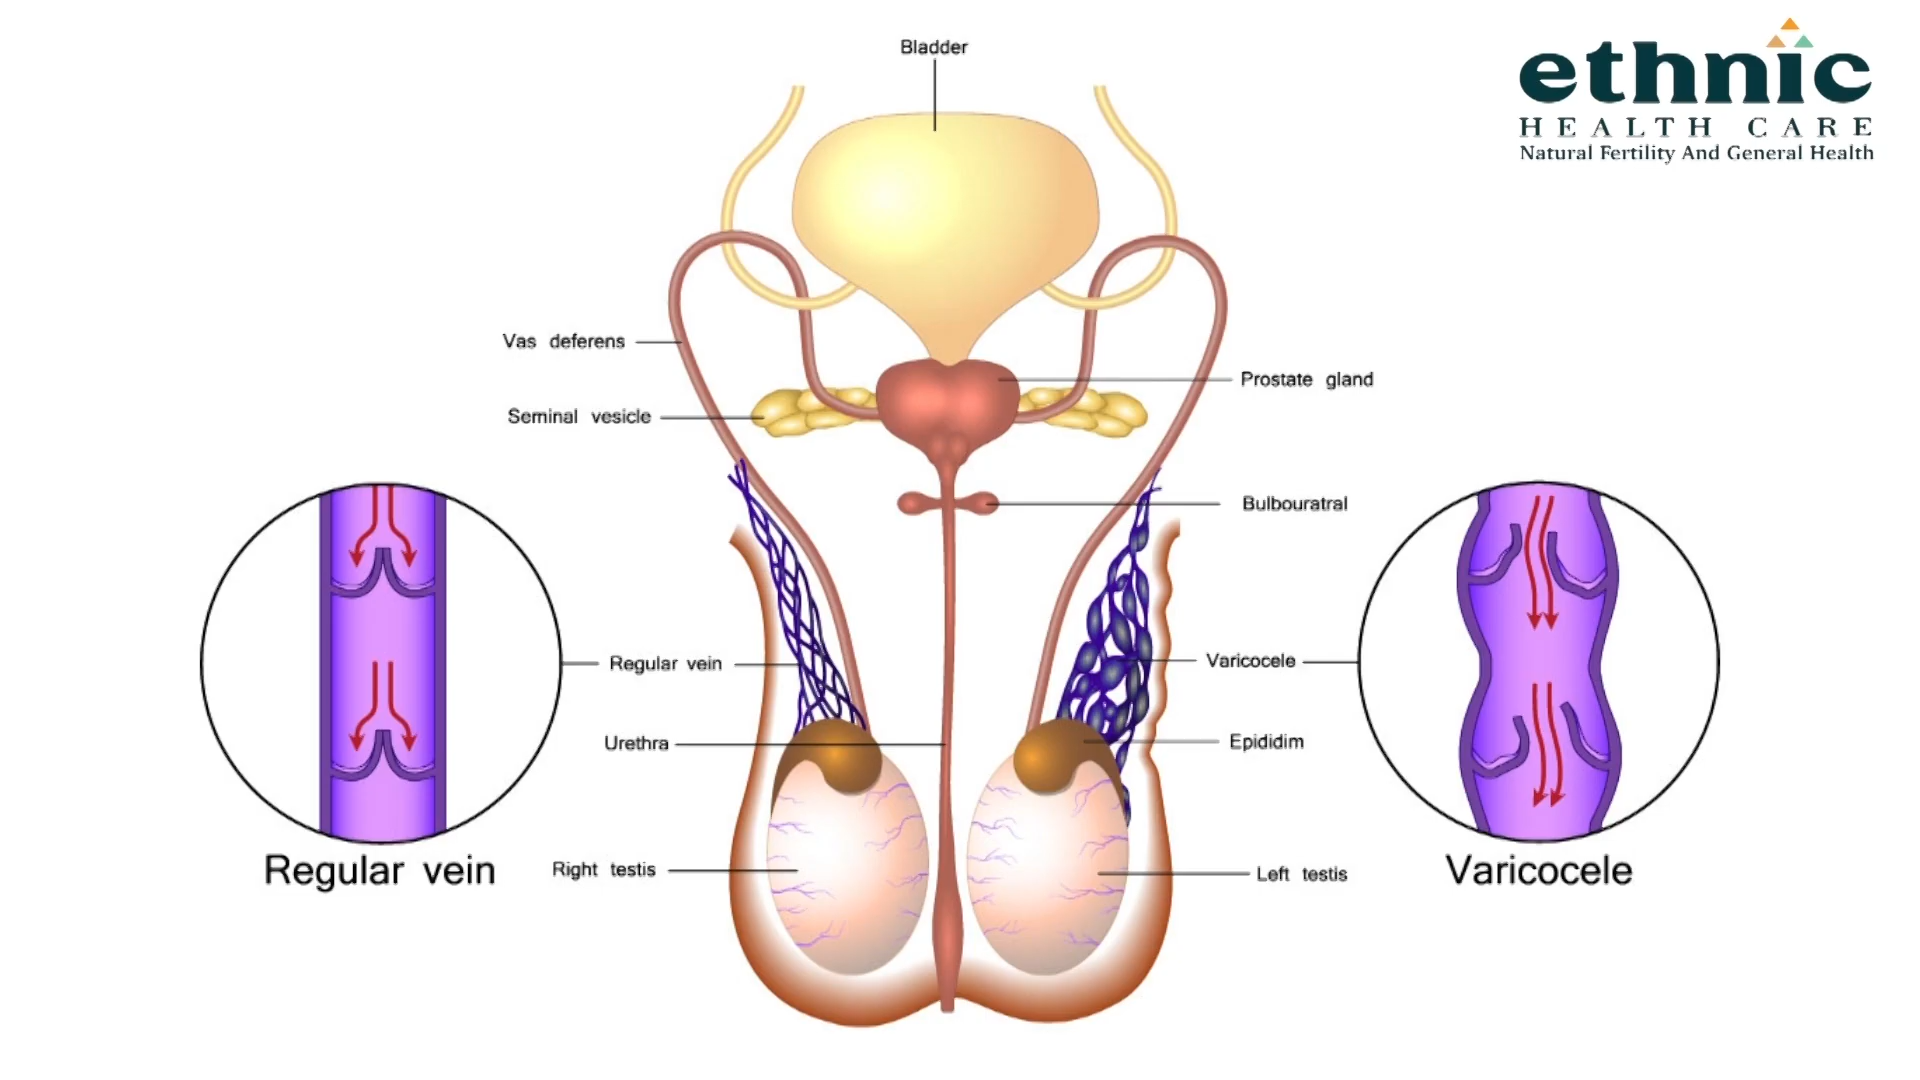 Bladder
ethnic
HEALTH CARE
Natural Fertility And General Health
Vas deferens
Prostate gland
Seminal vesicle
Bulbouratral
Regular vein
Varicocele
Urethra
Epididim
Right testis
Left testis
Regular vein
Varicocele